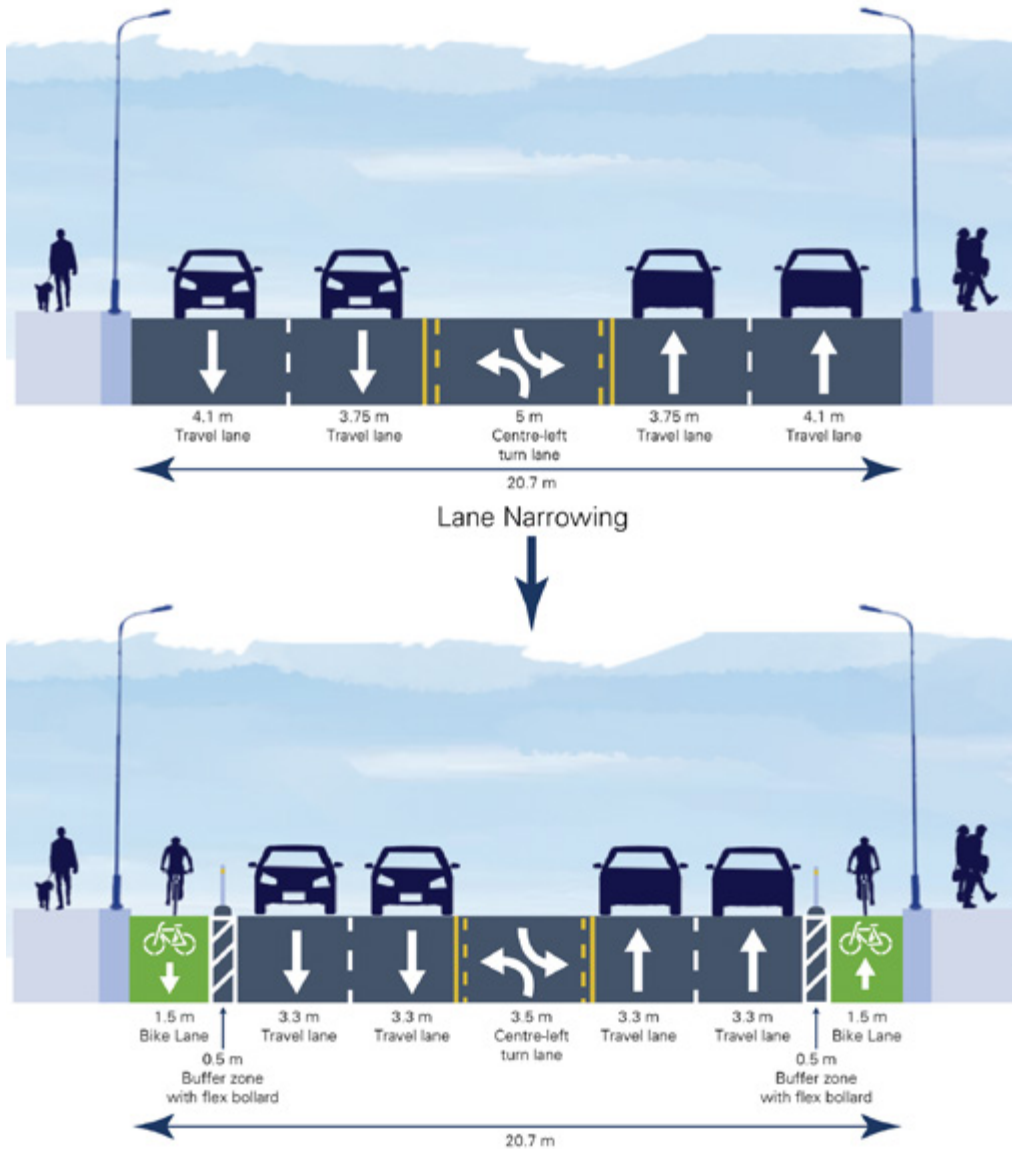 4.1 m
Travel lane
3.75 m
Travel lane
5 m
Centre-left
turn lane
3.75 m
Travel lane
4.1 m
Travel lane
20.7 m
Lane Narrowing
1.5 m
Bike Lane
0.5 m
Buffer zone
with flex bollard
3.3 m
Travel lane
3.3 m
Travel lane
3.5 m
Centre-left
turn lane
3.3 m
Travel lane
3.3 m
Travel lane
0.5 m
Buffer zone
with flex bollard
1.5 m
Bike Lane
20.7 m